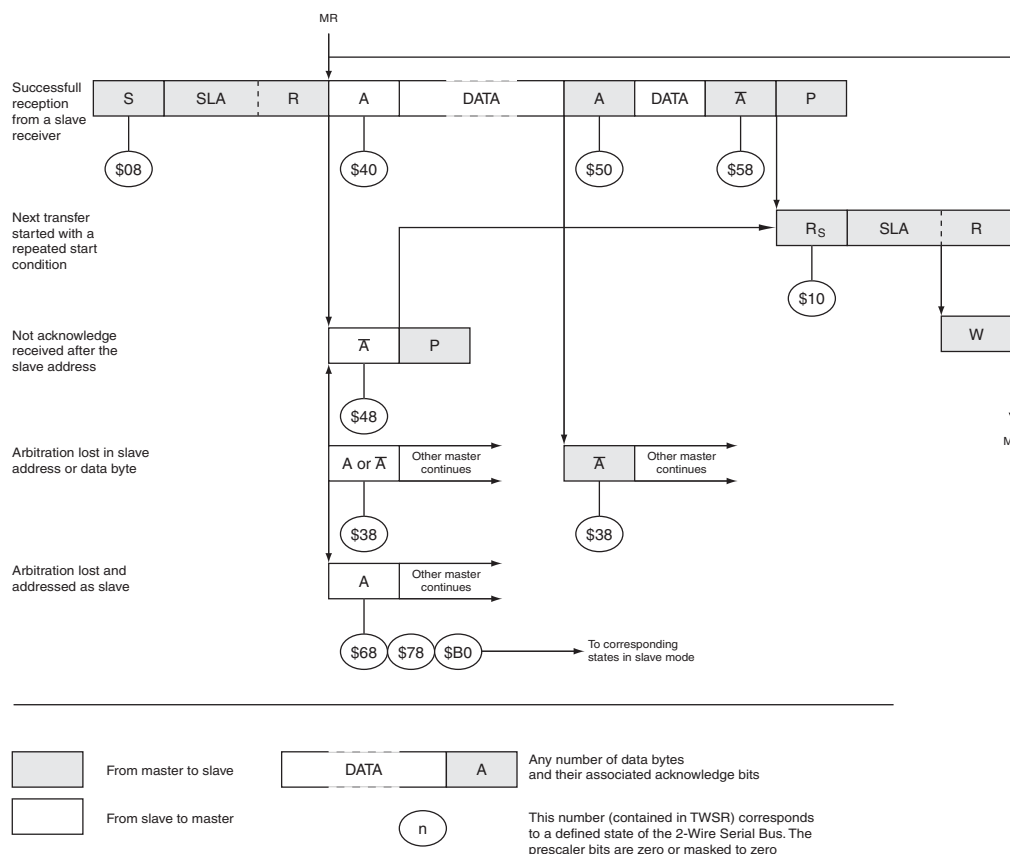 MR
Successfull
reception
from a slave
receiver
S SLA R A DATA A DATA A̅ P
$08 $40 $50 $58
Next transfer
started with a
repeated start
condition
RS SLA R
$10
Not acknowledge
received after the
slave address
A̅ P
W
$48
M
Arbitration lost in slave
address or data byte
A or A̅ Other master
continues
A̅ Other master
continues
$38 $38
Arbitration lost and
addressed as slave
A Other master
continues
$68 $78 $B0 To corresponding
states in slave mode
From master to slave
DATA A
Any number of data bytes
and their associated acknowledge bits
From slave to master
n
This number (contained in TWSR) corresponds
to a defined state of the 2-Wire Serial Bus. The
prescaler bits are zero or masked to zero